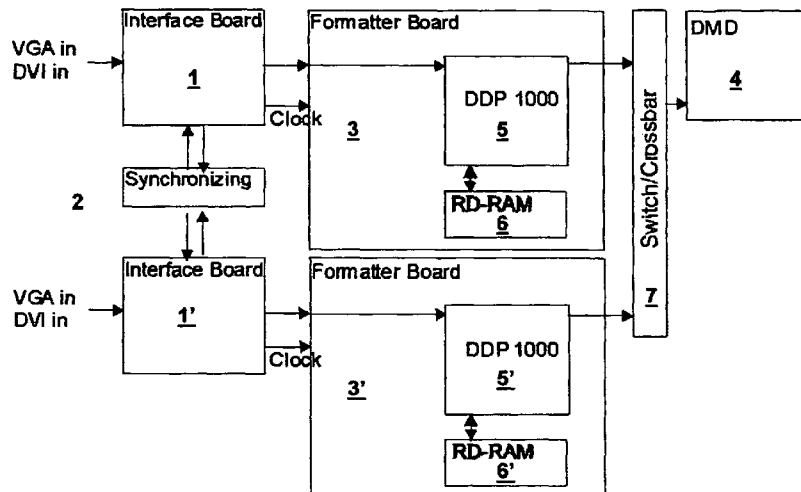 Interface Board
Formatter Board
DMD
VGA in
DVI in
1
DDP 1000
4
Clock
3
5
Synchronizing
2
RD-RAM
6
Switch/Crossbar
7
Interface Board
Formatter Board
VGA in
DVI in
1'
DDP 1000
Clock
3'
5'
RD-RAM
6'